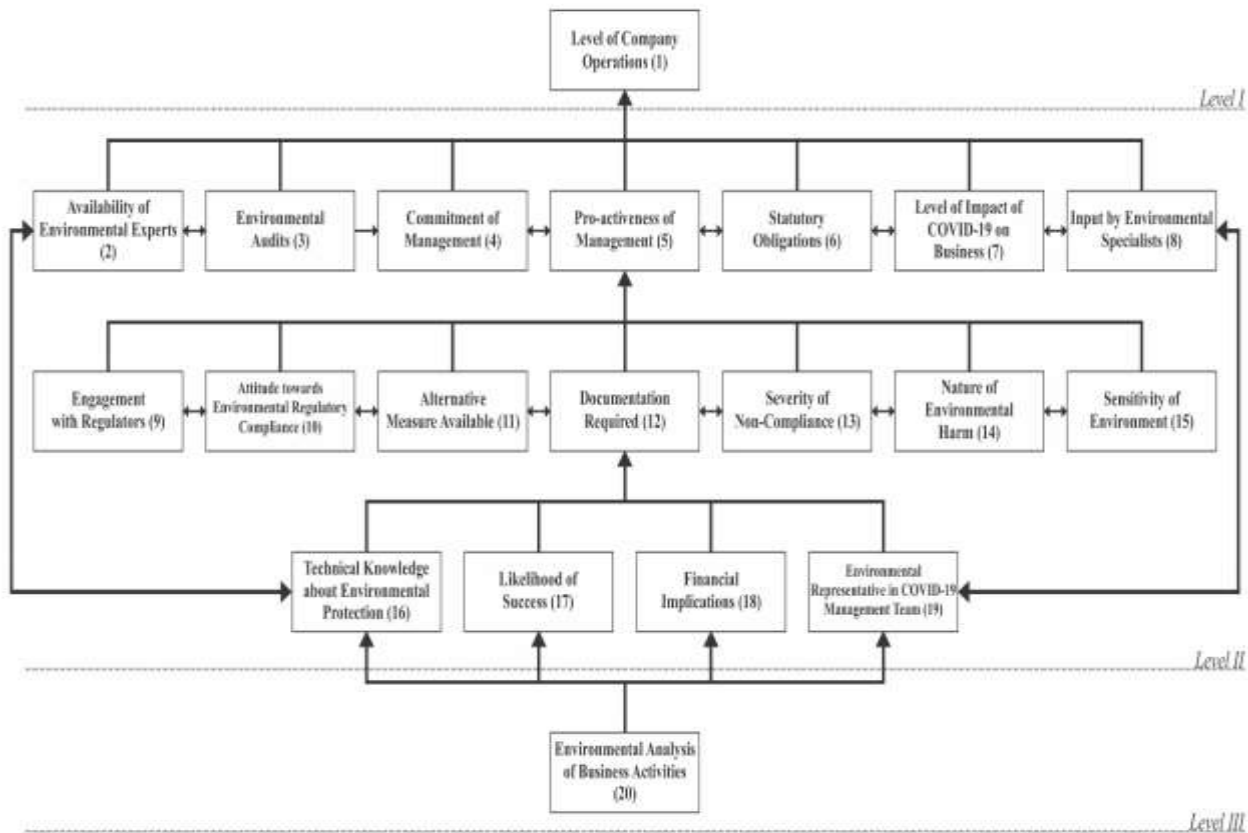 Level of Company
Operations (1)
Level I
Availability of
Environmental Experts
(2)
Environmental
Audits (3)
Commitment of
Management (4)
Pro-activeness of
Management (5)
Statutory
Obligations (6)
Level of Impact of
COVID-19 on
Business (7)
Input by Environmental
Specialists (8)
Engagement
with Regulators (9)
Attitude towards
Environmental Regulatory
Compliance (10)
Alternative
Measure Available (11)
Documentation
Required (12)
Severity of
Non-Compliance (13)
Nature of
Environmental
Harm (14)
Sensitivity of
Environment (15)
Technical Knowledge
about Environmental
Protection (16)
Likelihood of
Success (17)
Financial
Implications (18)
Environmental
Representative in COVID-19
Management Team (19)
Level II
Environmental Analysis
of Business Activities
(20)
Level III